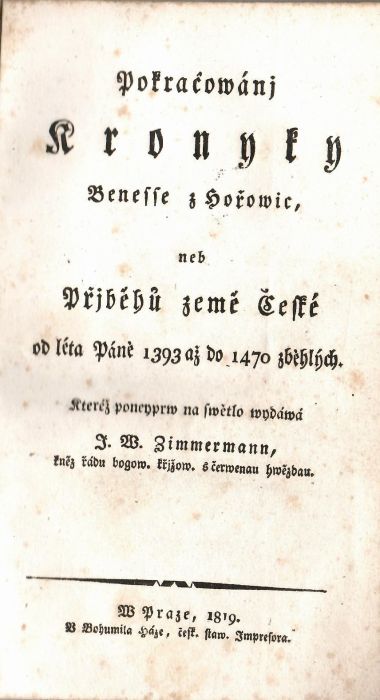 Pokračowánj
Kronyky
Benesse z Hořowic,
neb
Přjběhů země České
od léta Páně 1393 až do 1470 zběhlých.
Kteréž poneyprw na swětlo wydáwá
J. W. Zimmermann,
kněz řádu bogow. křjžow. s čerwenau hwězdau.
W Praze, 1819.
U Bohumila Háze, česk. staw. Impresora.